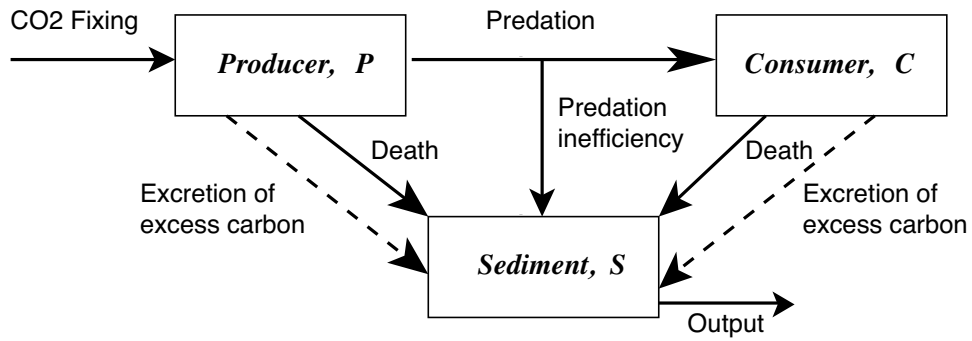 CO2 Fixing
Predation
Producer, P
Consumer, C
Predation
inefficiency
Death
Death
Excretion of
excess carbon
Excretion of
excess carbon
Sediment, S
Output